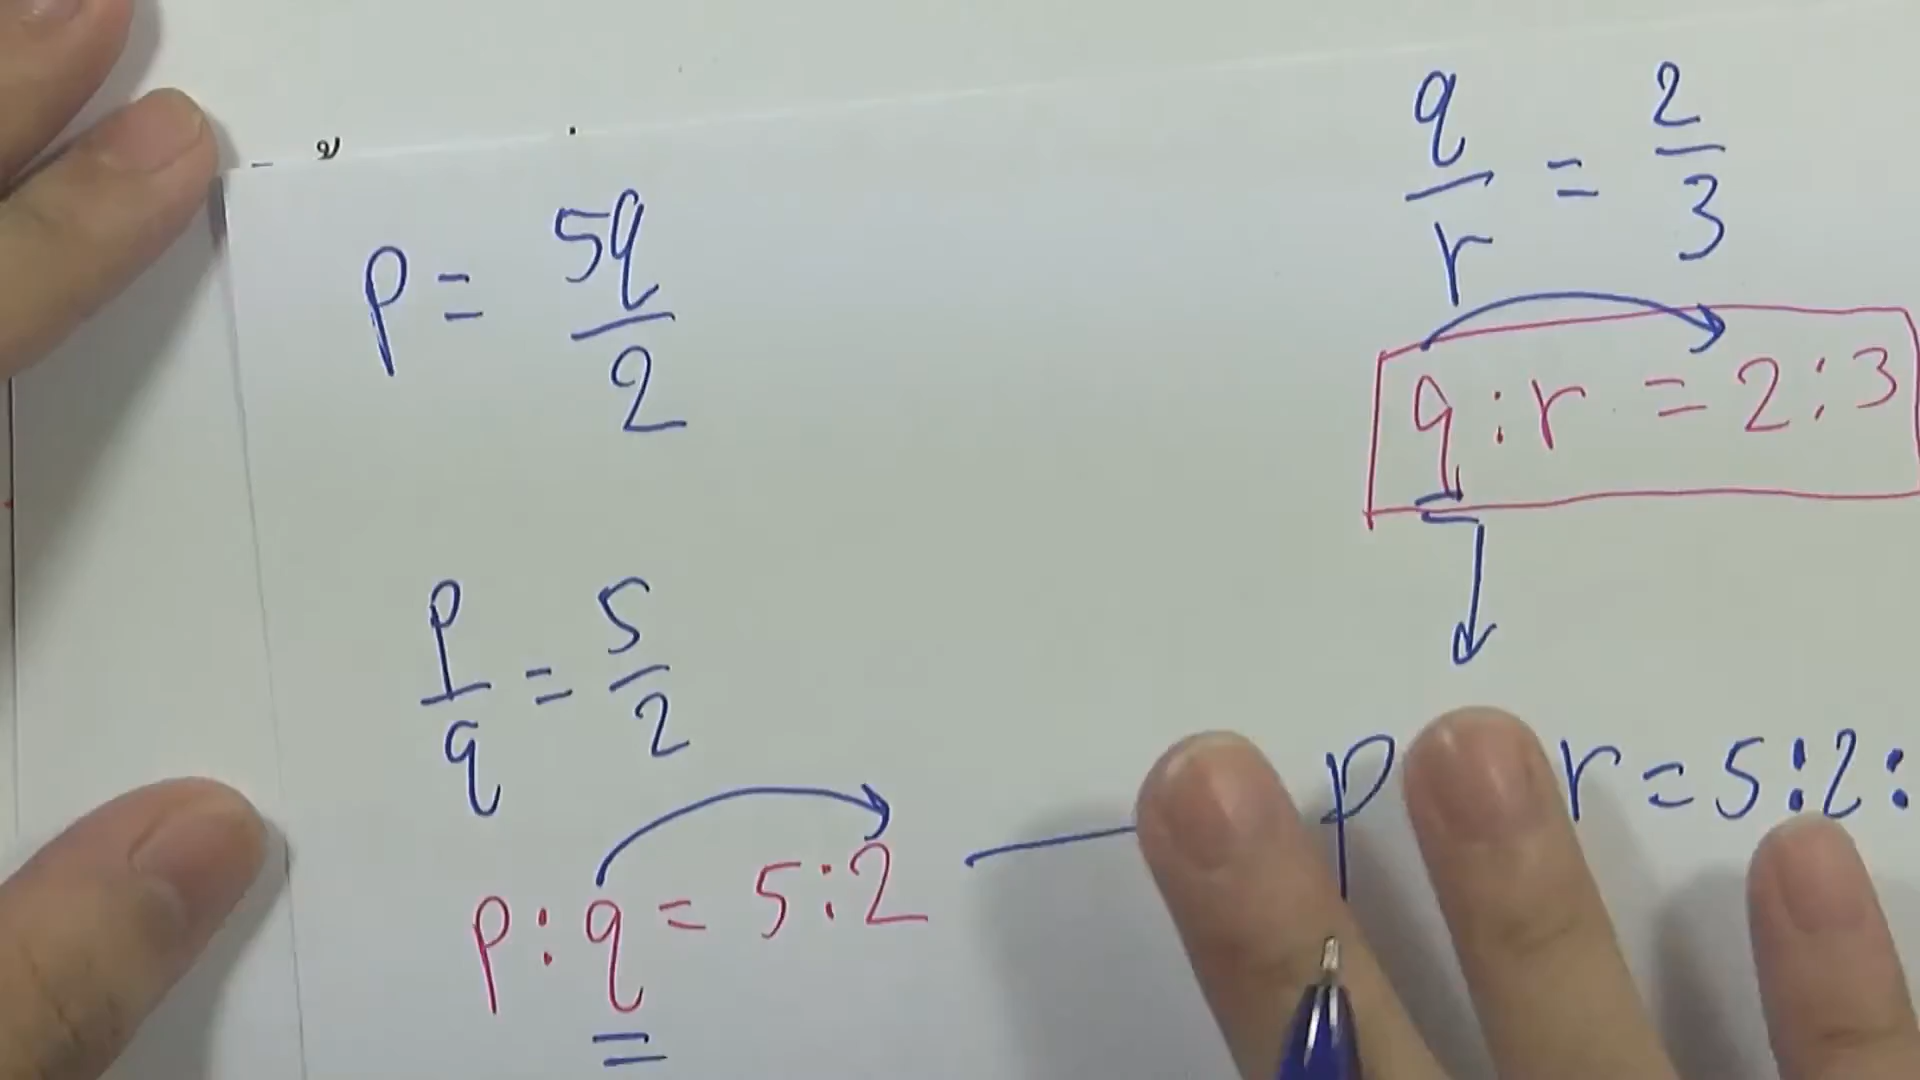 p = 5q/2
p/q = 5/2
p : q = 5 : 2
q/r = 2/3
q : r = 2 : 3
p r = 5 : 2 :